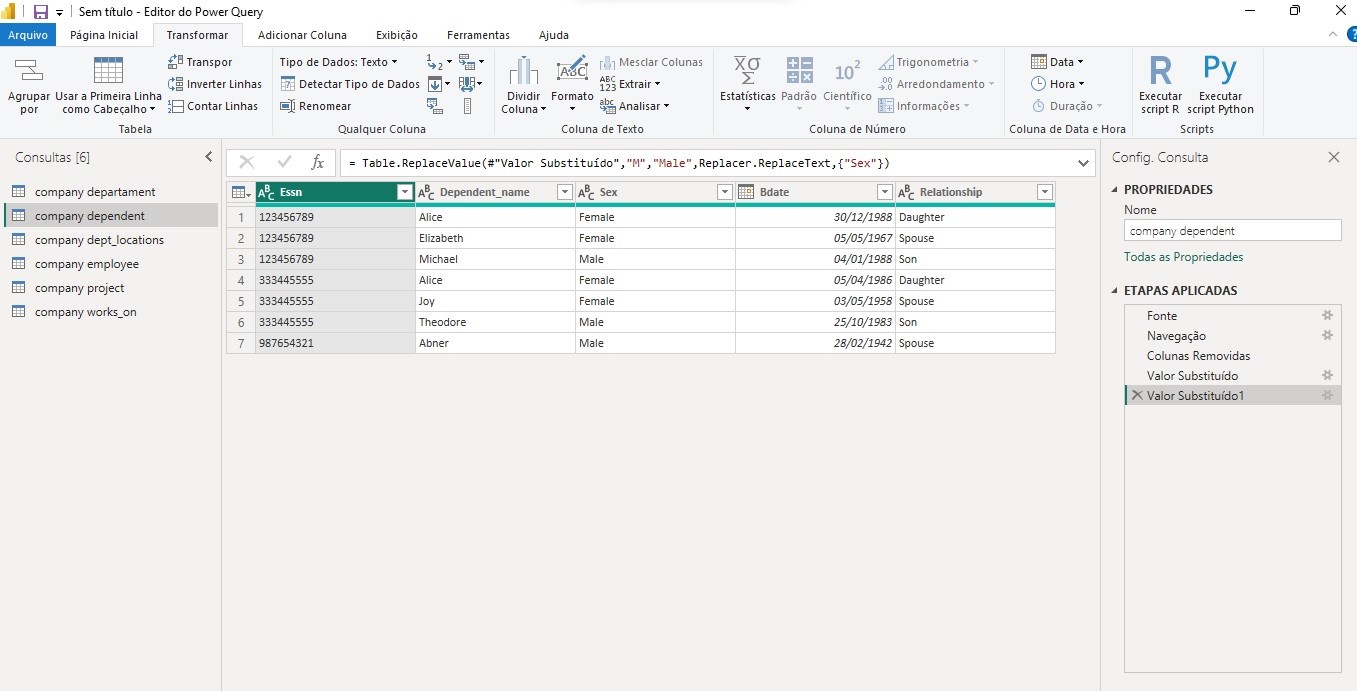 Sem título - Editor do Power Query
Arquivo Página Inicial Transformar Adicionar Coluna Exibição Ferramentas Ajuda
Agrupar por
Usar a Primeira Linha como Cabeçalho
Transpor
Inverter Linhas
Contar Linhas
Tabela
Tipo de Dados: Texto
Detectar Tipo de Dados
Renomear
Qualquer Coluna
Dividir Coluna
Formato
Mesclar Colunas
Extrair
Analisar
Coluna de Texto
Estatísticas
Padrão
Científico
Trigonometria
Arredondamento
Informações
Coluna de Número
Data
Hora
Duração
Coluna de Data e Hora
Executar script R
Executar script Python
Scripts
Consultas [6]
company departament
company dependent
company dept_locations
company employee
company project
company works_on
= Table.ReplaceValue(#"Valor Substituído","M","Male",Replacer.ReplaceText,{"Sex"})
Essn Dependent_name Sex Bdate Relationship
1 123456789 Alice Female 30/12/1988 Daughter
2 123456789 Elizabeth Female 05/05/1967 Spouse
3 123456789 Michael Male 04/01/1988 Son
4 333445555 Alice Female 05/04/1986 Daughter
5 333445555 Joy Female 03/05/1958 Spouse
6 333445555 Theodore Male 25/10/1983 Son
7 987654321 Abner Male 28/02/1942 Spouse
Config. Consulta
PROPRIEDADES
Nome
company dependent
Todas as Propriedades
ETAPAS APLICADAS
Fonte
Navegação
Colunas Removidas
Valor Substituído
Valor Substituído1